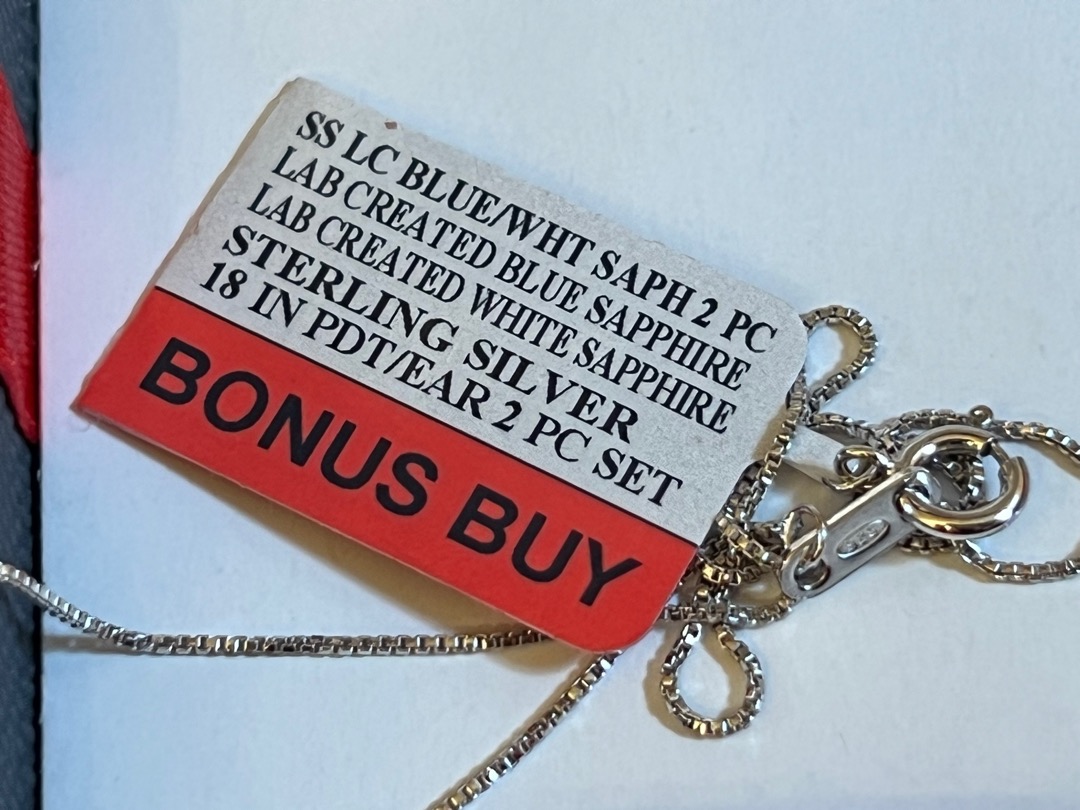 SS LC BLUE/WHT SAPH 2 PC
LAB CREATED BLUE SAPPHIRE
LAB CREATED WHITE SAPPHIRE
STERLING SILVER
18 IN PDT/EAR 2 PC SET
BONUS BUY
925